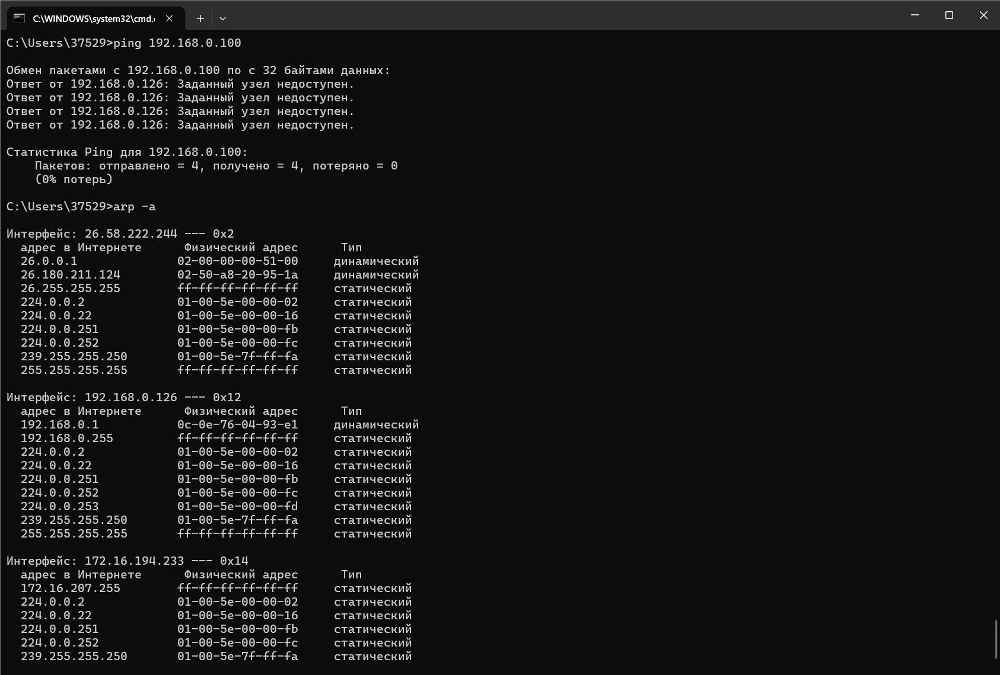 C:\WINDOWS\system32\cmd.
C:\Users\37529>ping 192.168.0.100
Обмен пакетами с 192.168.0.100 по с 32 байтами данных:
Ответ от 192.168.0.126: Заданный узел недоступен.
Ответ от 192.168.0.126: Заданный узел недоступен.
Ответ от 192.168.0.126: Заданный узел недоступен.
Ответ от 192.168.0.126: Заданный узел недоступен.
Статистика Ping для 192.168.0.100:
Пакетов: отправлено = 4, получено = 4, потеряно = 0
(0% потерь)
C:\Users\37529>arp -a
Интерфейс: 26.58.222.244 --- 0x2
адрес в Интернете Физический адрес Тип
26.0.0.1 02-00-00-00-51-00 динамический
26.180.211.124 02-50-a8-20-95-1a динамический
26.255.255.255 ff-ff-ff-ff-ff-ff статический
224.0.0.2 01-00-5e-00-00-02 статический
224.0.0.22 01-00-5e-00-00-16 статический
224.0.0.251 01-00-5e-00-00-fb статический
224.0.0.252 01-00-5e-00-00-fc статический
239.255.255.250 01-00-5e-7f-ff-fa статический
255.255.255.255 ff-ff-ff-ff-ff-ff статический
Интерфейс: 192.168.0.126 --- 0x12
адрес в Интернете Физический адрес Тип
192.168.0.1 0c-0e-76-04-93-e1 динамический
192.168.0.255 ff-ff-ff-ff-ff-ff статический
224.0.0.2 01-00-5e-00-00-02 статический
224.0.0.22 01-00-5e-00-00-16 статический
224.0.0.251 01-00-5e-00-00-fb статический
224.0.0.252 01-00-5e-00-00-fc статический
224.0.0.253 01-00-5e-00-00-fd статический
239.255.255.250 01-00-5e-7f-ff-fa статический
255.255.255.255 ff-ff-ff-ff-ff-ff статический
Интерфейс: 172.16.194.233 --- 0x14
адрес в Интернете Физический адрес Тип
172.16.207.255 ff-ff-ff-ff-ff-ff статический
224.0.0.2 01-00-5e-00-00-02 статический
224.0.0.22 01-00-5e-00-00-16 статический
224.0.0.251 01-00-5e-00-00-fb статический
224.0.0.252 01-00-5e-00-00-fc статический
239.255.255.250 01-00-5e-7f-ff-fa статический